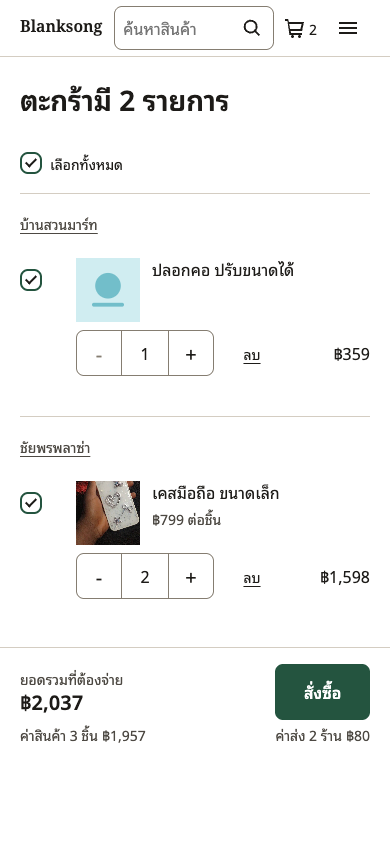 Blanksong
ค้นหาสินค้า
2
ตะกร้ามี 2 รายการ
เลือกทั้งหมด
บ้านสวนมาร์ท
ปลอกคอ ปรับขนาดได้
- 1 + ลบ ฿359
ชัยพรพลาซ่า
เคสมือถือ ขนาดเล็ก
฿799 ต่อชิ้น
- 2 + ลบ ฿1,598
ยอดรวมที่ต้องจ่าย
฿2,037
สั่งซื้อ
ค่าสินค้า 3 ชิ้น ฿1,957
ค่าส่ง 2 ร้าน ฿80